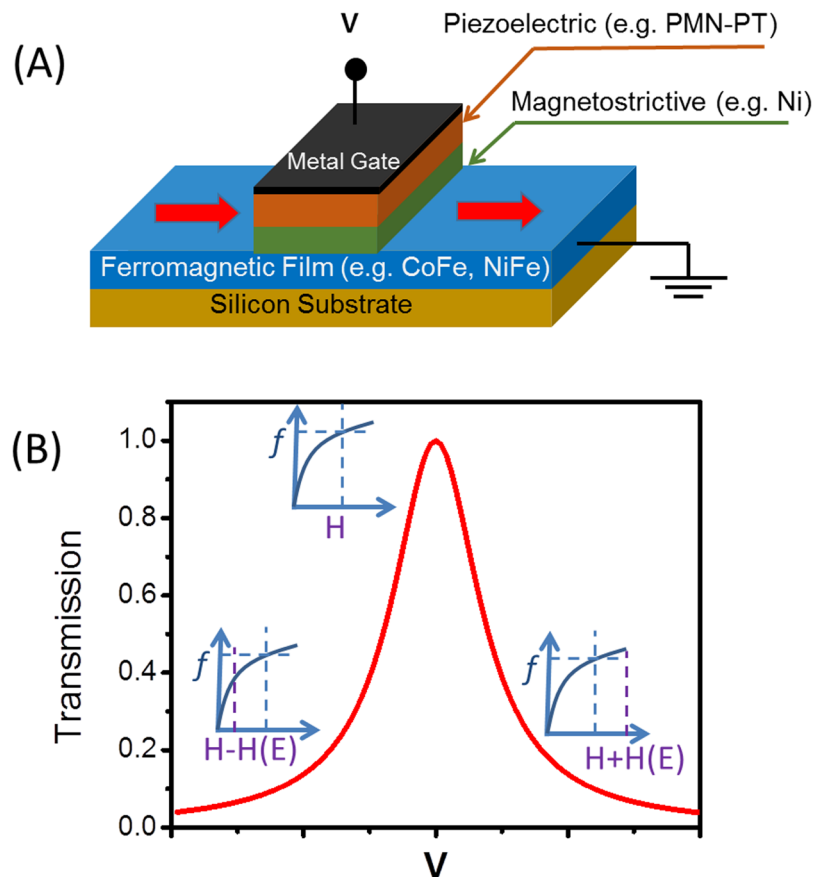 (A)
V
Piezoelectric (e.g. PMN-PT)
Magnetostrictive (e.g. Ni)
Metal Gate
Ferromagnetic Film (e.g. CoFe, NiFe)
Silicon Substrate
(B)
Transmission
1.0
0.8
0.6
0.4
0.2
0.0
f
H
f
H-H(E)
f
H+H(E)
V